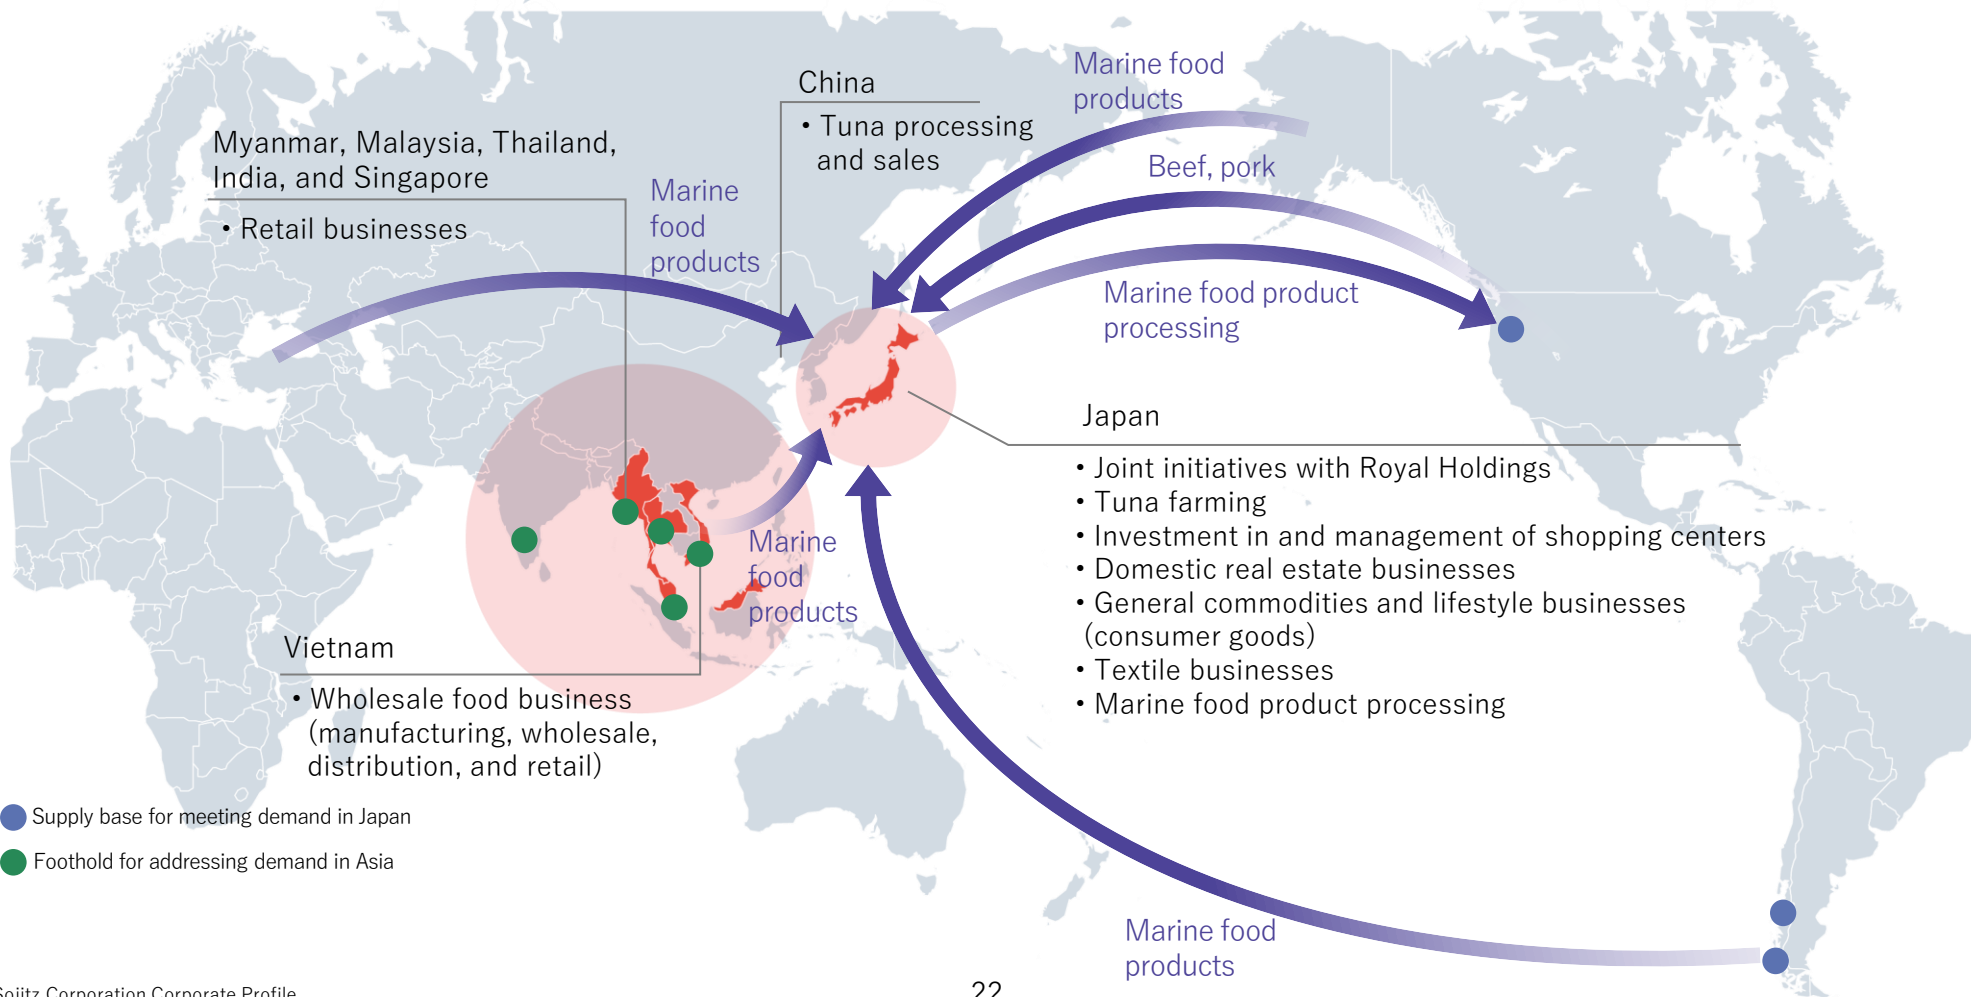 China
• Tuna processing
and sales
Myanmar, Malaysia, Thailand,
India, and Singapore
• Retail businesses
Marine
food
products
Marine food
products
Beef, pork
Marine food product
processing
Japan
• Joint initiatives with Royal Holdings
• Tuna farming
• Investment in and management of shopping centers
• Domestic real estate businesses
• General commodities and lifestyle businesses
(consumer goods)
• Textile businesses
• Marine food product processing
Marine
food
products
Vietnam
• Wholesale food business
(manufacturing, wholesale,
distribution, and retail)
Supply base for meeting demand in Japan
Foothold for addressing demand in Asia
Marine food
products
Sojitz Corporation Corporate Profile
22